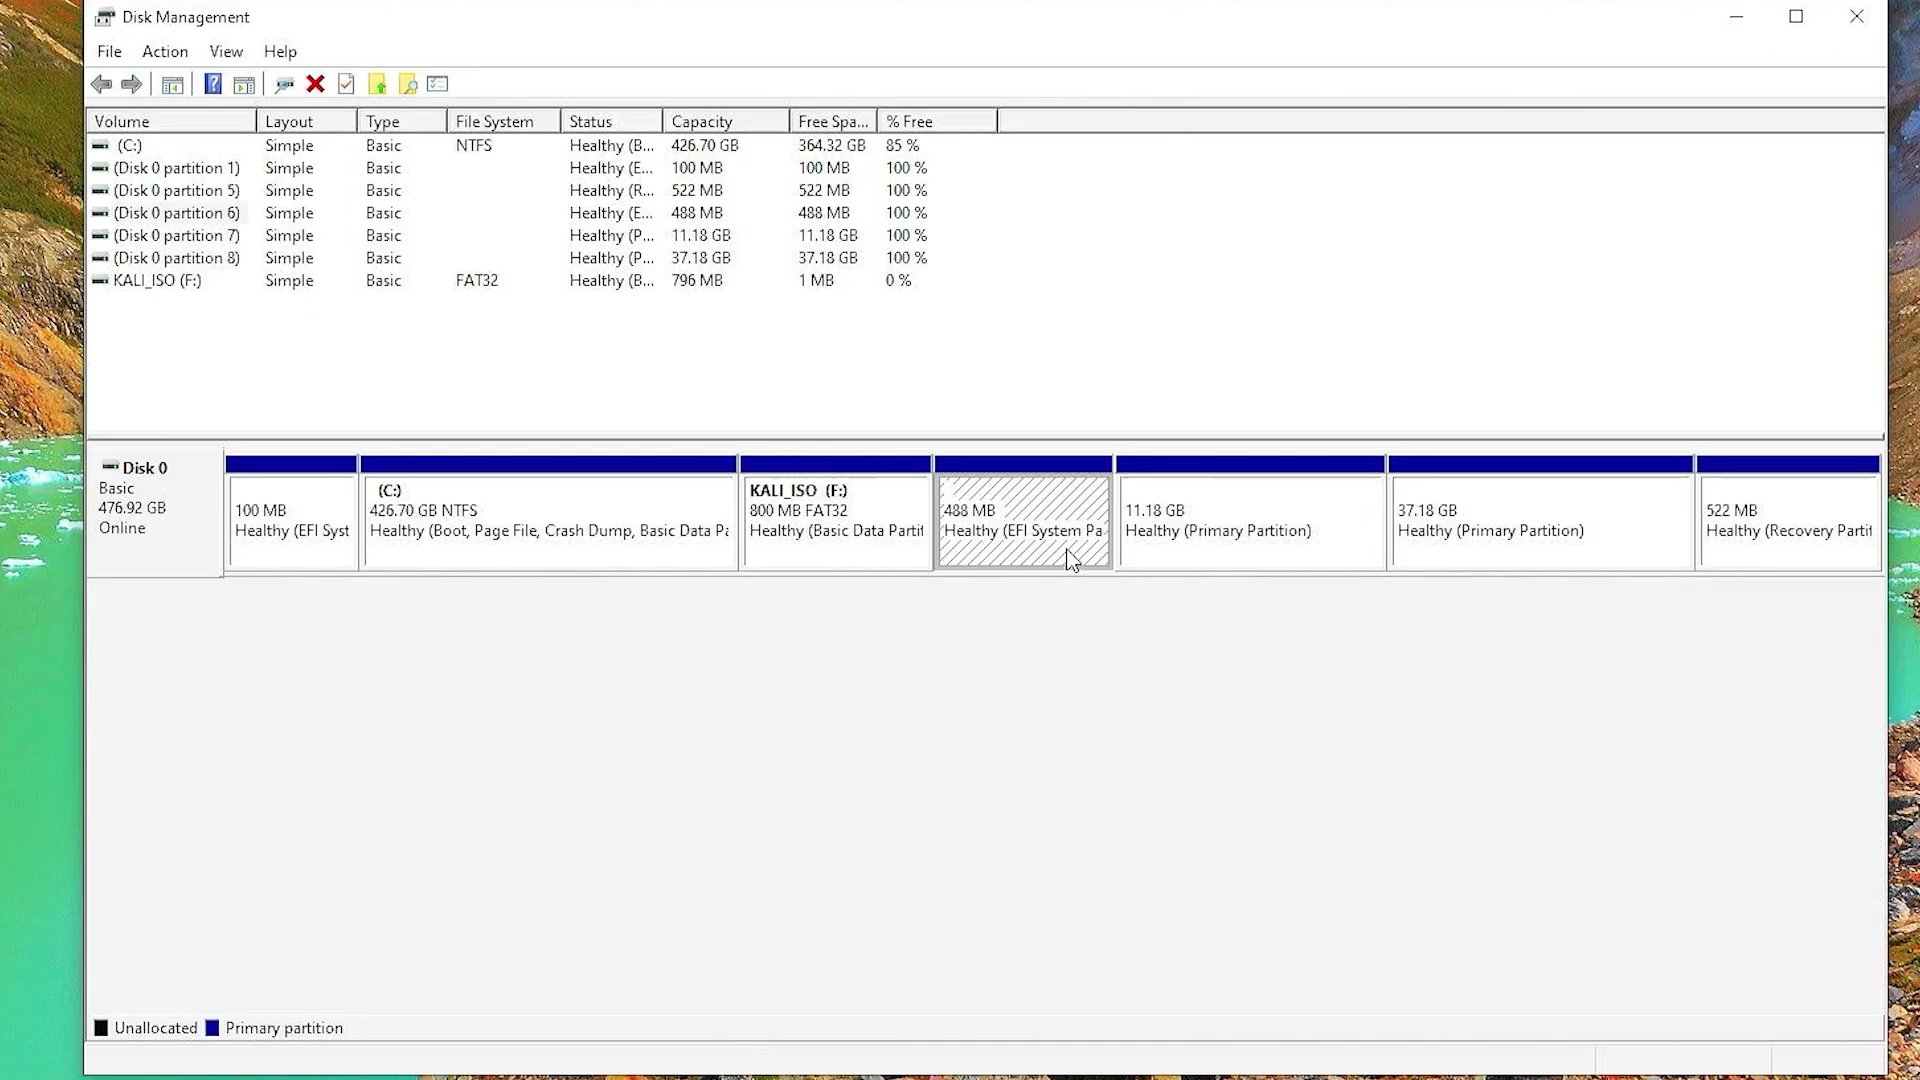 Disk Management
File Action View Help
Volume Layout Type File System Status Capacity Free Spa... % Free
(C:) Simple Basic NTFS Healthy (B... 426.70 GB 364.32 GB 85 %
(Disk 0 partition 1) Simple Basic Healthy (E... 100 MB 100 MB 100 %
(Disk 0 partition 5) Simple Basic Healthy (R... 522 MB 522 MB 100 %
(Disk 0 partition 6) Simple Basic Healthy (E... 488 MB 488 MB 100 %
(Disk 0 partition 7) Simple Basic Healthy (P... 11.18 GB 11.18 GB 100 %
(Disk 0 partition 8) Simple Basic Healthy (P... 37.18 GB 37.18 GB 100 %
KALI_ISO (F:) Simple Basic FAT32 Healthy (B... 796 MB 1 MB 0 %
Disk 0
Basic
476.92 GB
Online
100 MB
Healthy (EFI Syst
(C:)
426.70 GB NTFS
Healthy (Boot, Page File, Crash Dump, Basic Data Pa
KALI_ISO (F:)
800 MB FAT32
Healthy (Basic Data Partit
488 MB
Healthy (EFI System Pa
11.18 GB
Healthy (Primary Partition)
37.18 GB
Healthy (Primary Partition)
522 MB
Healthy (Recovery Partit
Unallocated Primary partition